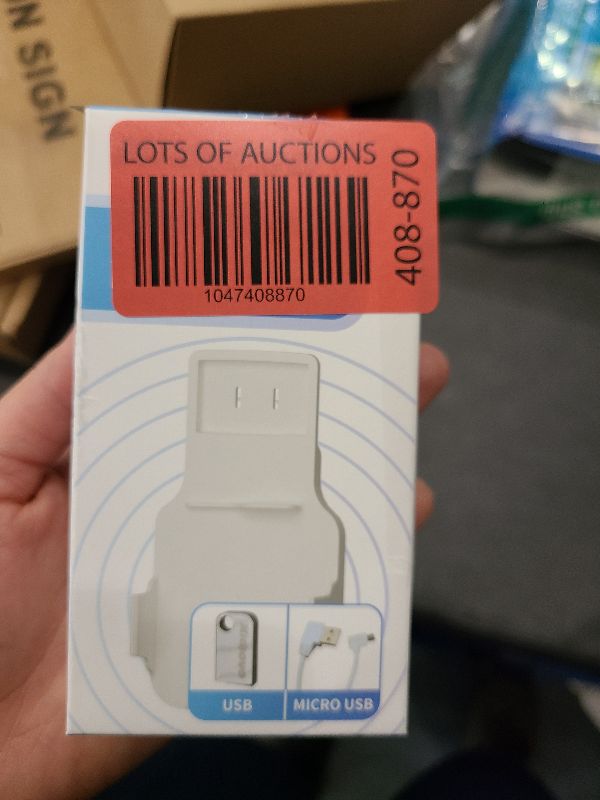 N SIGN
LOTS OF AUCTIONS
408-870
1047408870
USB
MICRO USB